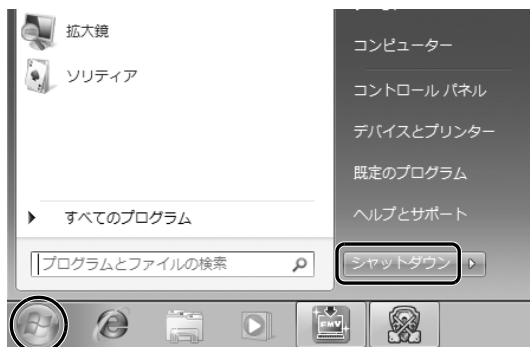 拡大鏡
ソリティア
すべてのプログラム
プログラムとファイルの検索
コンピューター
コントロール パネル
デバイスとプリンター
既定のプログラム
ヘルプとサポート
シャットダウン
FMV